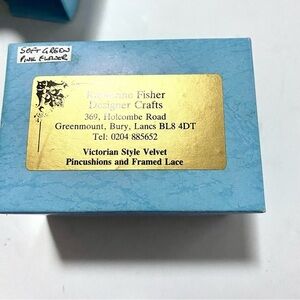 SOFT GREEN
PINK FLOWER
Fisher
Designer Crafts
369, Holcombe Road
Greenmount, Bury, Lancs BL8 4DT
Tel: 0204 885652
Victorian Style Velvet
Pincushions and Framed Lace